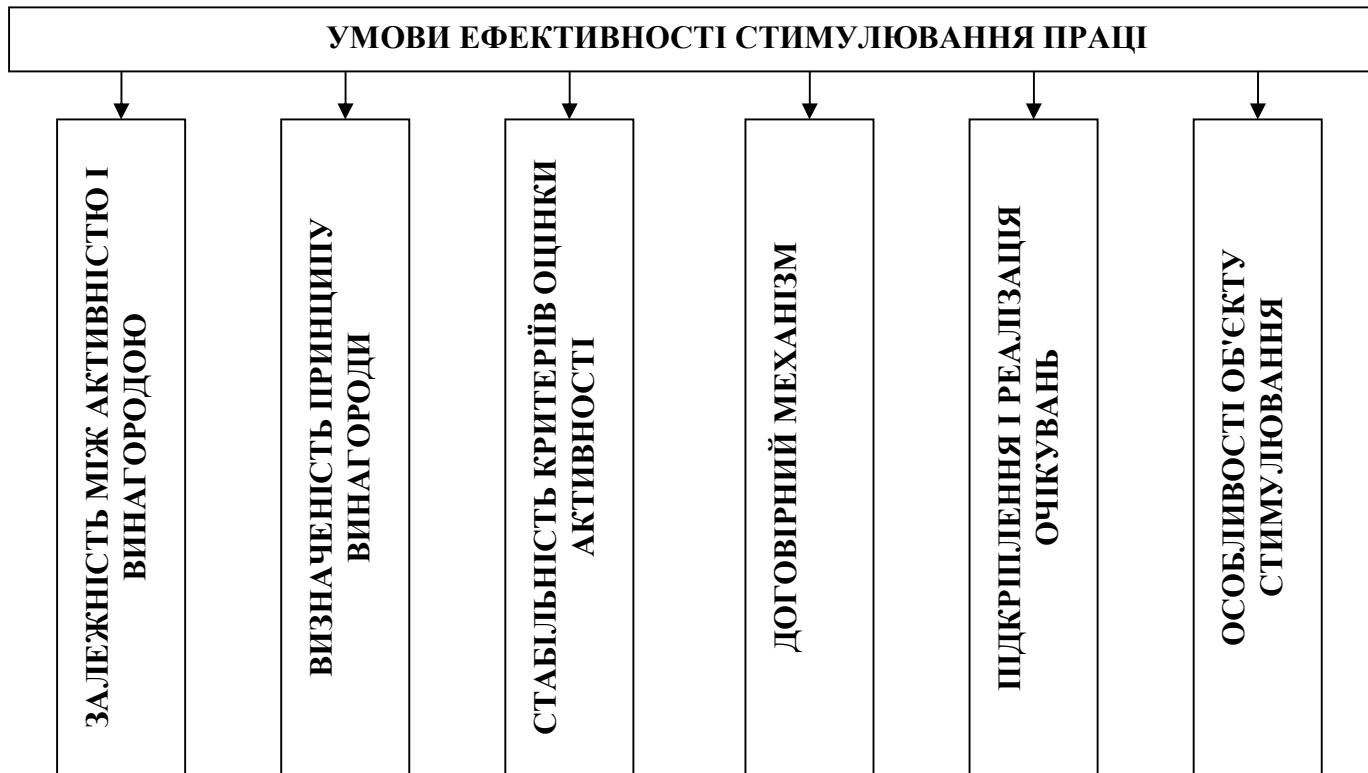 УМОВИ ЕФЕКТИВНОСТІ СТИМУЛЮВАННЯ ПРАЦІ
ЗАЛЕЖНІСТЬ МІЖ АКТИВНІСТЮ І
ВИНАГОРОДОЮ
ВИЗНАЧЕНІСТЬ ПРИНЦИПУ
ВИНАГОРОДИ
СТАБІЛЬНІСТЬ КРИТЕРІЇВ ОЦІНКИ
АКТИВНОСТІ
ДОГОВІРНИЙ МЕХАНІЗМ
ПІДКРІПЛЕННЯ І РЕАЛІЗАЦІЯ
ОЧІКУВАНЬ
ОСОБЛИВОСТІ ОБ'ЄКТУ
СТИМУЛЮВАННЯ